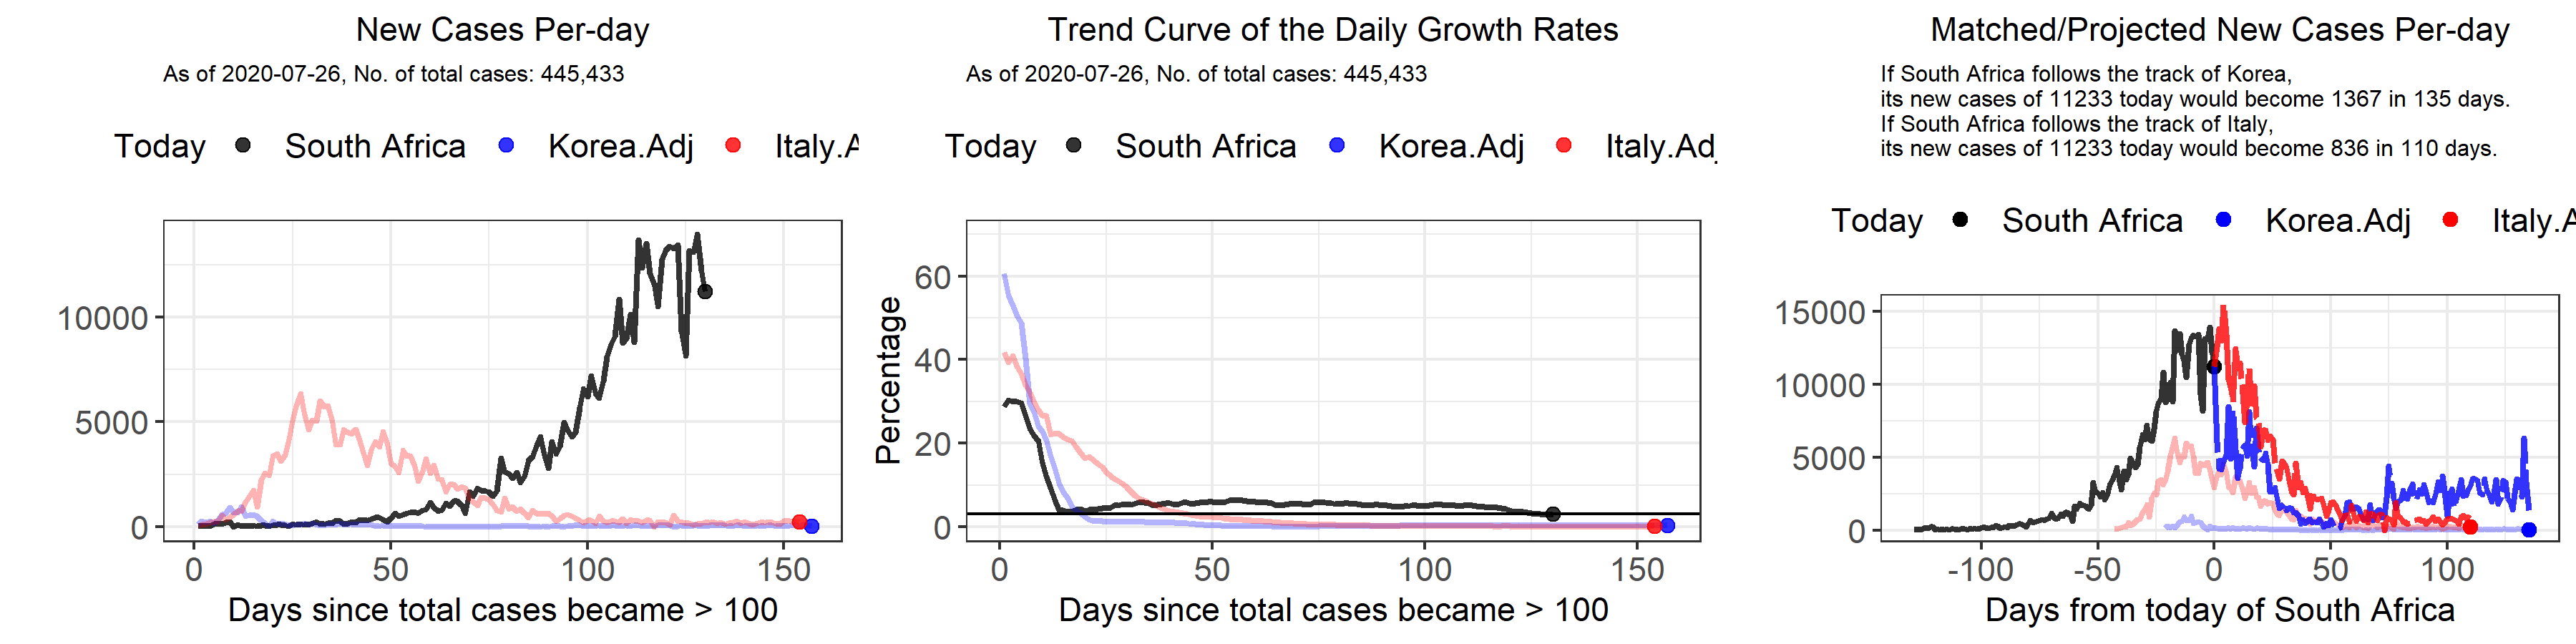 New Cases Per-day
As of 2020-07-26, No. of total cases: 445,433
Today South Africa Korea.Adj Italy.A
10000
5000
0
0 50 100 150
Days since total cases became > 100
Trend Curve of the Daily Growth Rates
As of 2020-07-26, No. of total cases: 445,433
Today South Africa Korea.Adj Italy.Adj
Percentage
60
40
20
0
0 50 100 150
Days since total cases became > 100
Matched/Projected New Cases Per-day
If South Africa follows the track of Korea,
its new cases of 11233 today would become 1367 in 135 days.
If South Africa follows the track of Italy,
its new cases of 11233 today would become 836 in 110 days.
Today South Africa Korea.Adj Italy.A
15000
10000
5000
0
-100 -50 0 50 100
Days from today of South Africa